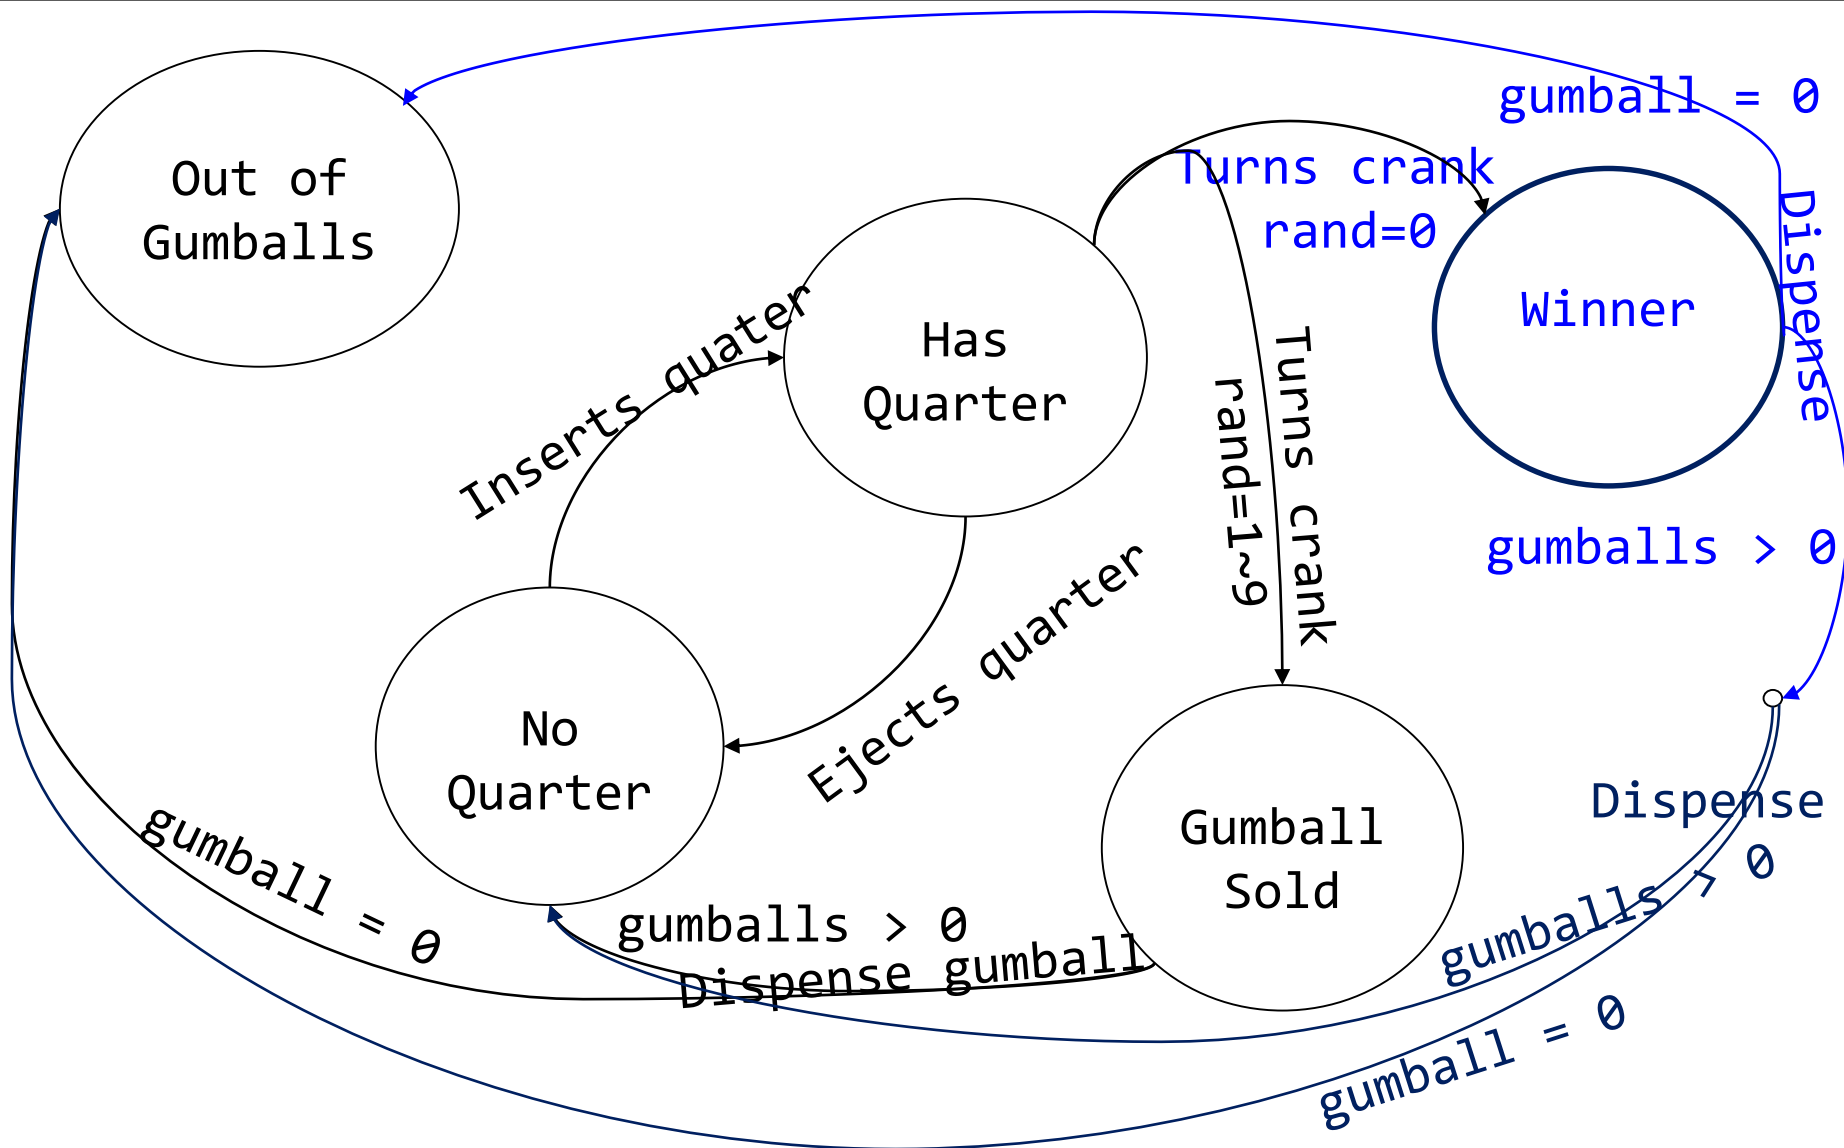 gumball = 0
Out of
Gumballs
Turns crank
rand=0
Dispense
Winner
Inserts quater
Has
Quarter
Turns crank
rand=1~9
gumballs > 0
Ejects quarter
No
Quarter
Gumball
Sold
Dispense
gumballs > 0
gumball = 0
gumballs > 0
Dispense gumball
gumball = 0